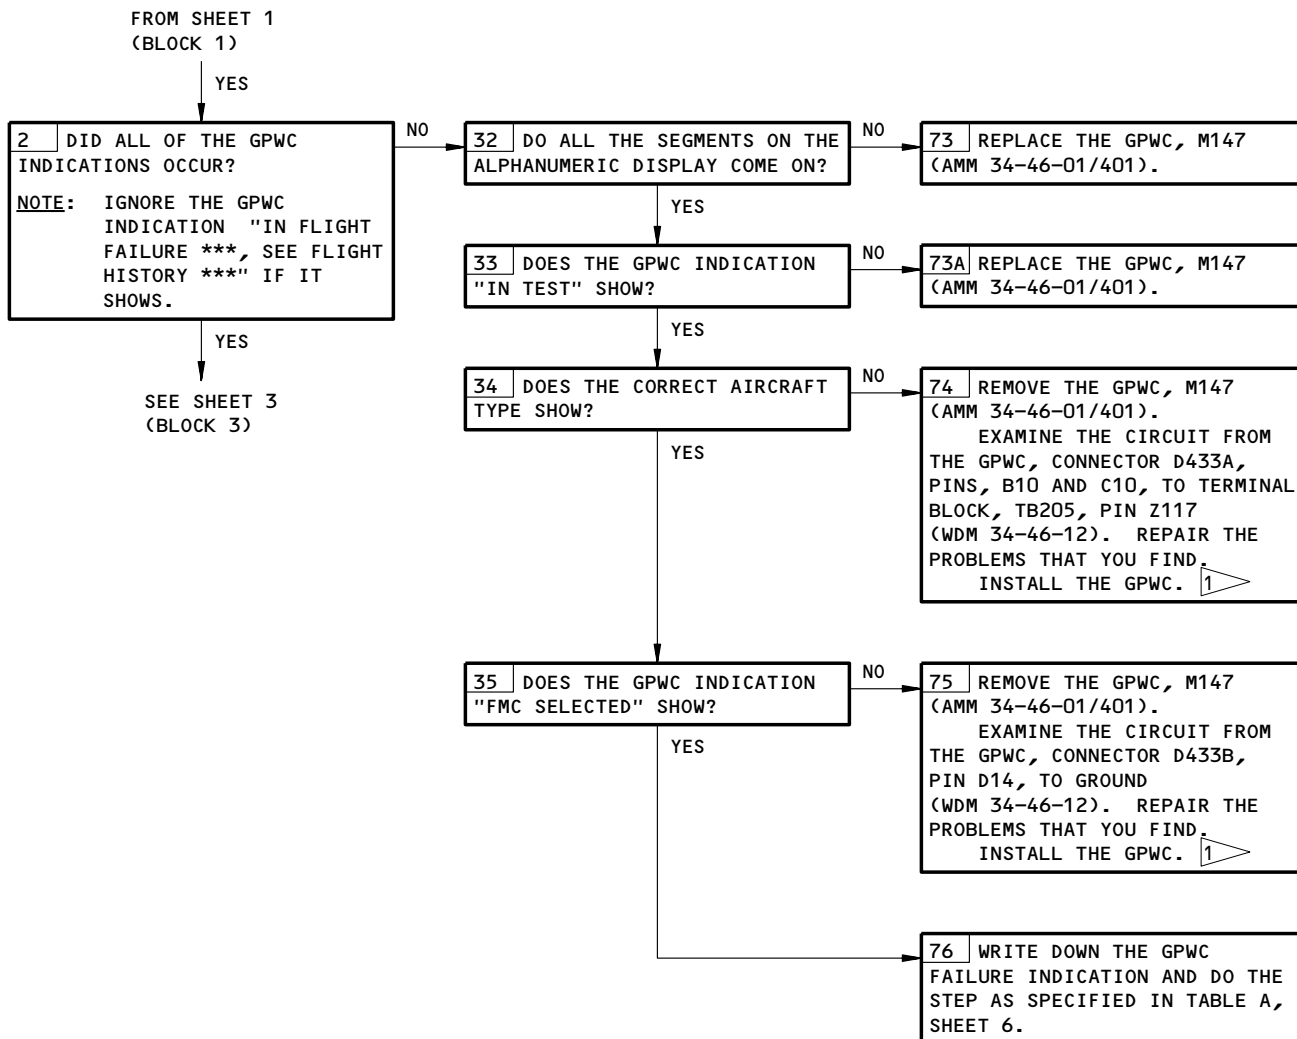 FROM SHEET 1
(BLOCK 1)
YES
2 DID ALL OF THE GPWC
INDICATIONS OCCUR?
NOTE: IGNORE THE GPWC
INDICATION "IN FLIGHT
FAILURE ***, SEE FLIGHT
HISTORY ***" IF IT
SHOWS.
NO
YES
SEE SHEET 3
(BLOCK 3)
32 DO ALL THE SEGMENTS ON THE
ALPHANUMERIC DISPLAY COME ON?
NO
YES
73 REPLACE THE GPWC, M147
(AMM 34-46-01/401).
33 DOES THE GPWC INDICATION
"IN TEST" SHOW?
NO
YES
73A REPLACE THE GPWC, M147
(AMM 34-46-01/401).
34 DOES THE CORRECT AIRCRAFT
TYPE SHOW?
NO
YES
74 REMOVE THE GPWC, M147
(AMM 34-46-01/401).
EXAMINE THE CIRCUIT FROM
THE GPWC, CONNECTOR D433A,
PINS, B10 AND C10, TO TERMINAL
BLOCK, TB205, PIN Z117
(WDM 34-46-12). REPAIR THE
PROBLEMS THAT YOU FIND.
INSTALL THE GPWC. 1
35 DOES THE GPWC INDICATION
"FMC SELECTED" SHOW?
NO
YES
75 REMOVE THE GPWC, M147
(AMM 34-46-01/401).
EXAMINE THE CIRCUIT FROM
THE GPWC, CONNECTOR D433B,
PIN D14, TO GROUND
(WDM 34-46-12). REPAIR THE
PROBLEMS THAT YOU FIND.
INSTALL THE GPWC. 1
76 WRITE DOWN THE GPWC
FAILURE INDICATION AND DO THE
STEP AS SPECIFIED IN TABLE A,
SHEET 6.